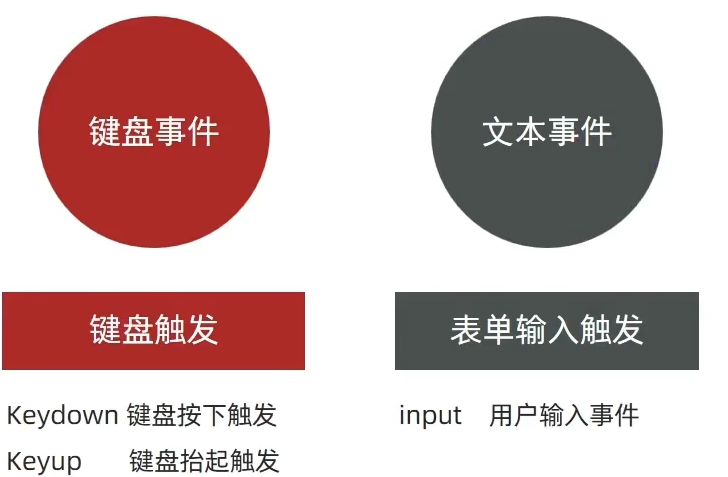 键盘事件
键盘触发
Keydown 键盘按下触发
Keyup 键盘抬起触发
文本事件
表单输入触发
input 用户输入事件